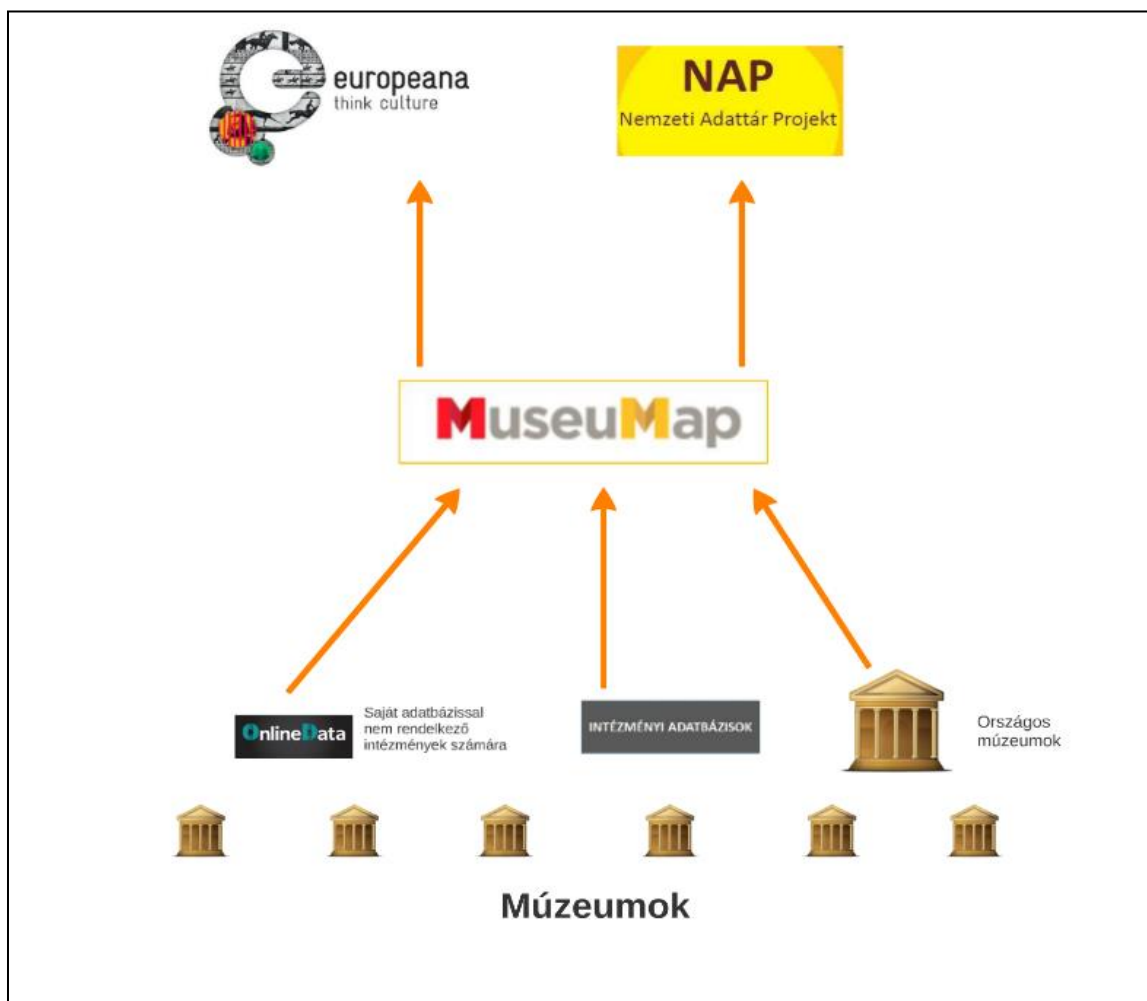 europeana
think culture
NAP
Nemzeti Adattár Projekt
MuseuMap
OnlineData
Saját adatbázissal
nem rendelkező
intézmények számára
INTÉZMÉNYI ADATBÁZISOK
Országos
múzeumok
Múzeumok